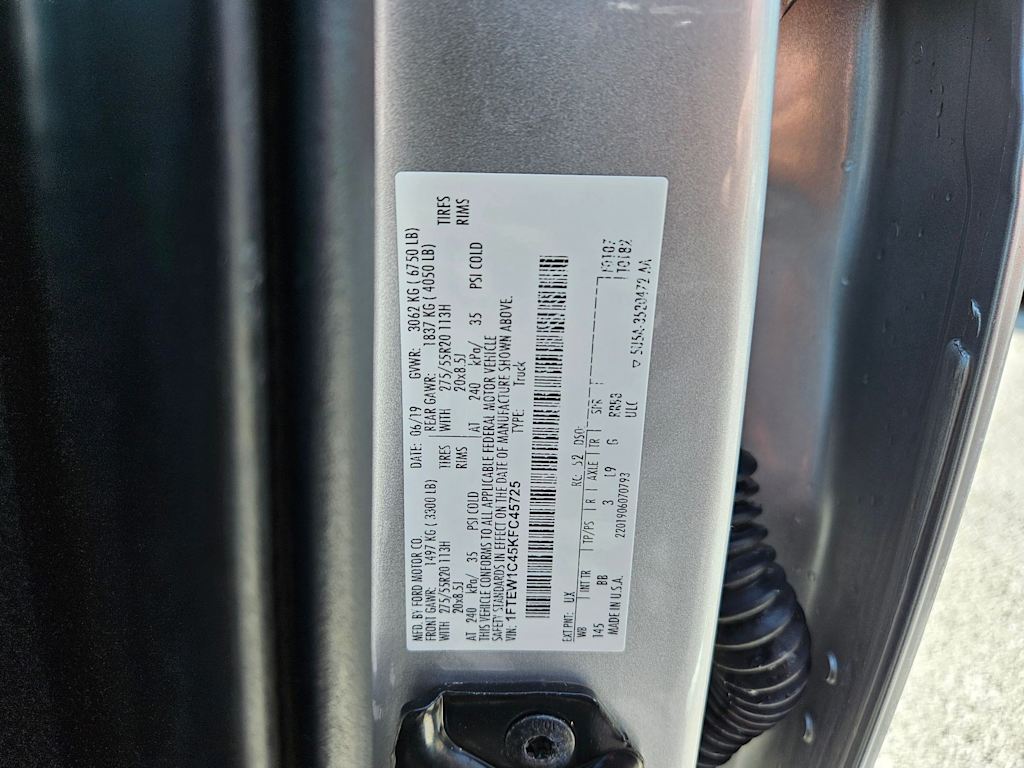 MFD. BY FORD MOTOR CO.
DATE: 06/19 GVWR: 3062 KG ( 6750 LB)
FRONT GAWR: 1497 KG ( 3300 LB) REAR GAWR: 1837 KG ( 4050 LB)
WITH 275/55R20 113H TIRES WITH 275/55R20 113H TIRES
20x8.5J RIMS 20x8.5J RIMS
AT 240 kPa/ 35 PSI COLD AT 240 kPa/ 35 PSI COLD
THIS VEHICLE CONFORMS TO ALL APPLICABLE FEDERAL MOTOR VEHICLE
SAFETY STANDARDS IN EFFECT ON THE DATE OF MANUFACTURE SHOWN ABOVE.
VIN: 1FTEW1C45KFC45725 TYPE: Truck
EXT PNT: UX RC: 52 DSO:
WB INT TR TP/PS R AXLE TR SPR
145 BB 3 L9 G
MADE IN U.S.A. 2201906070793 ULC